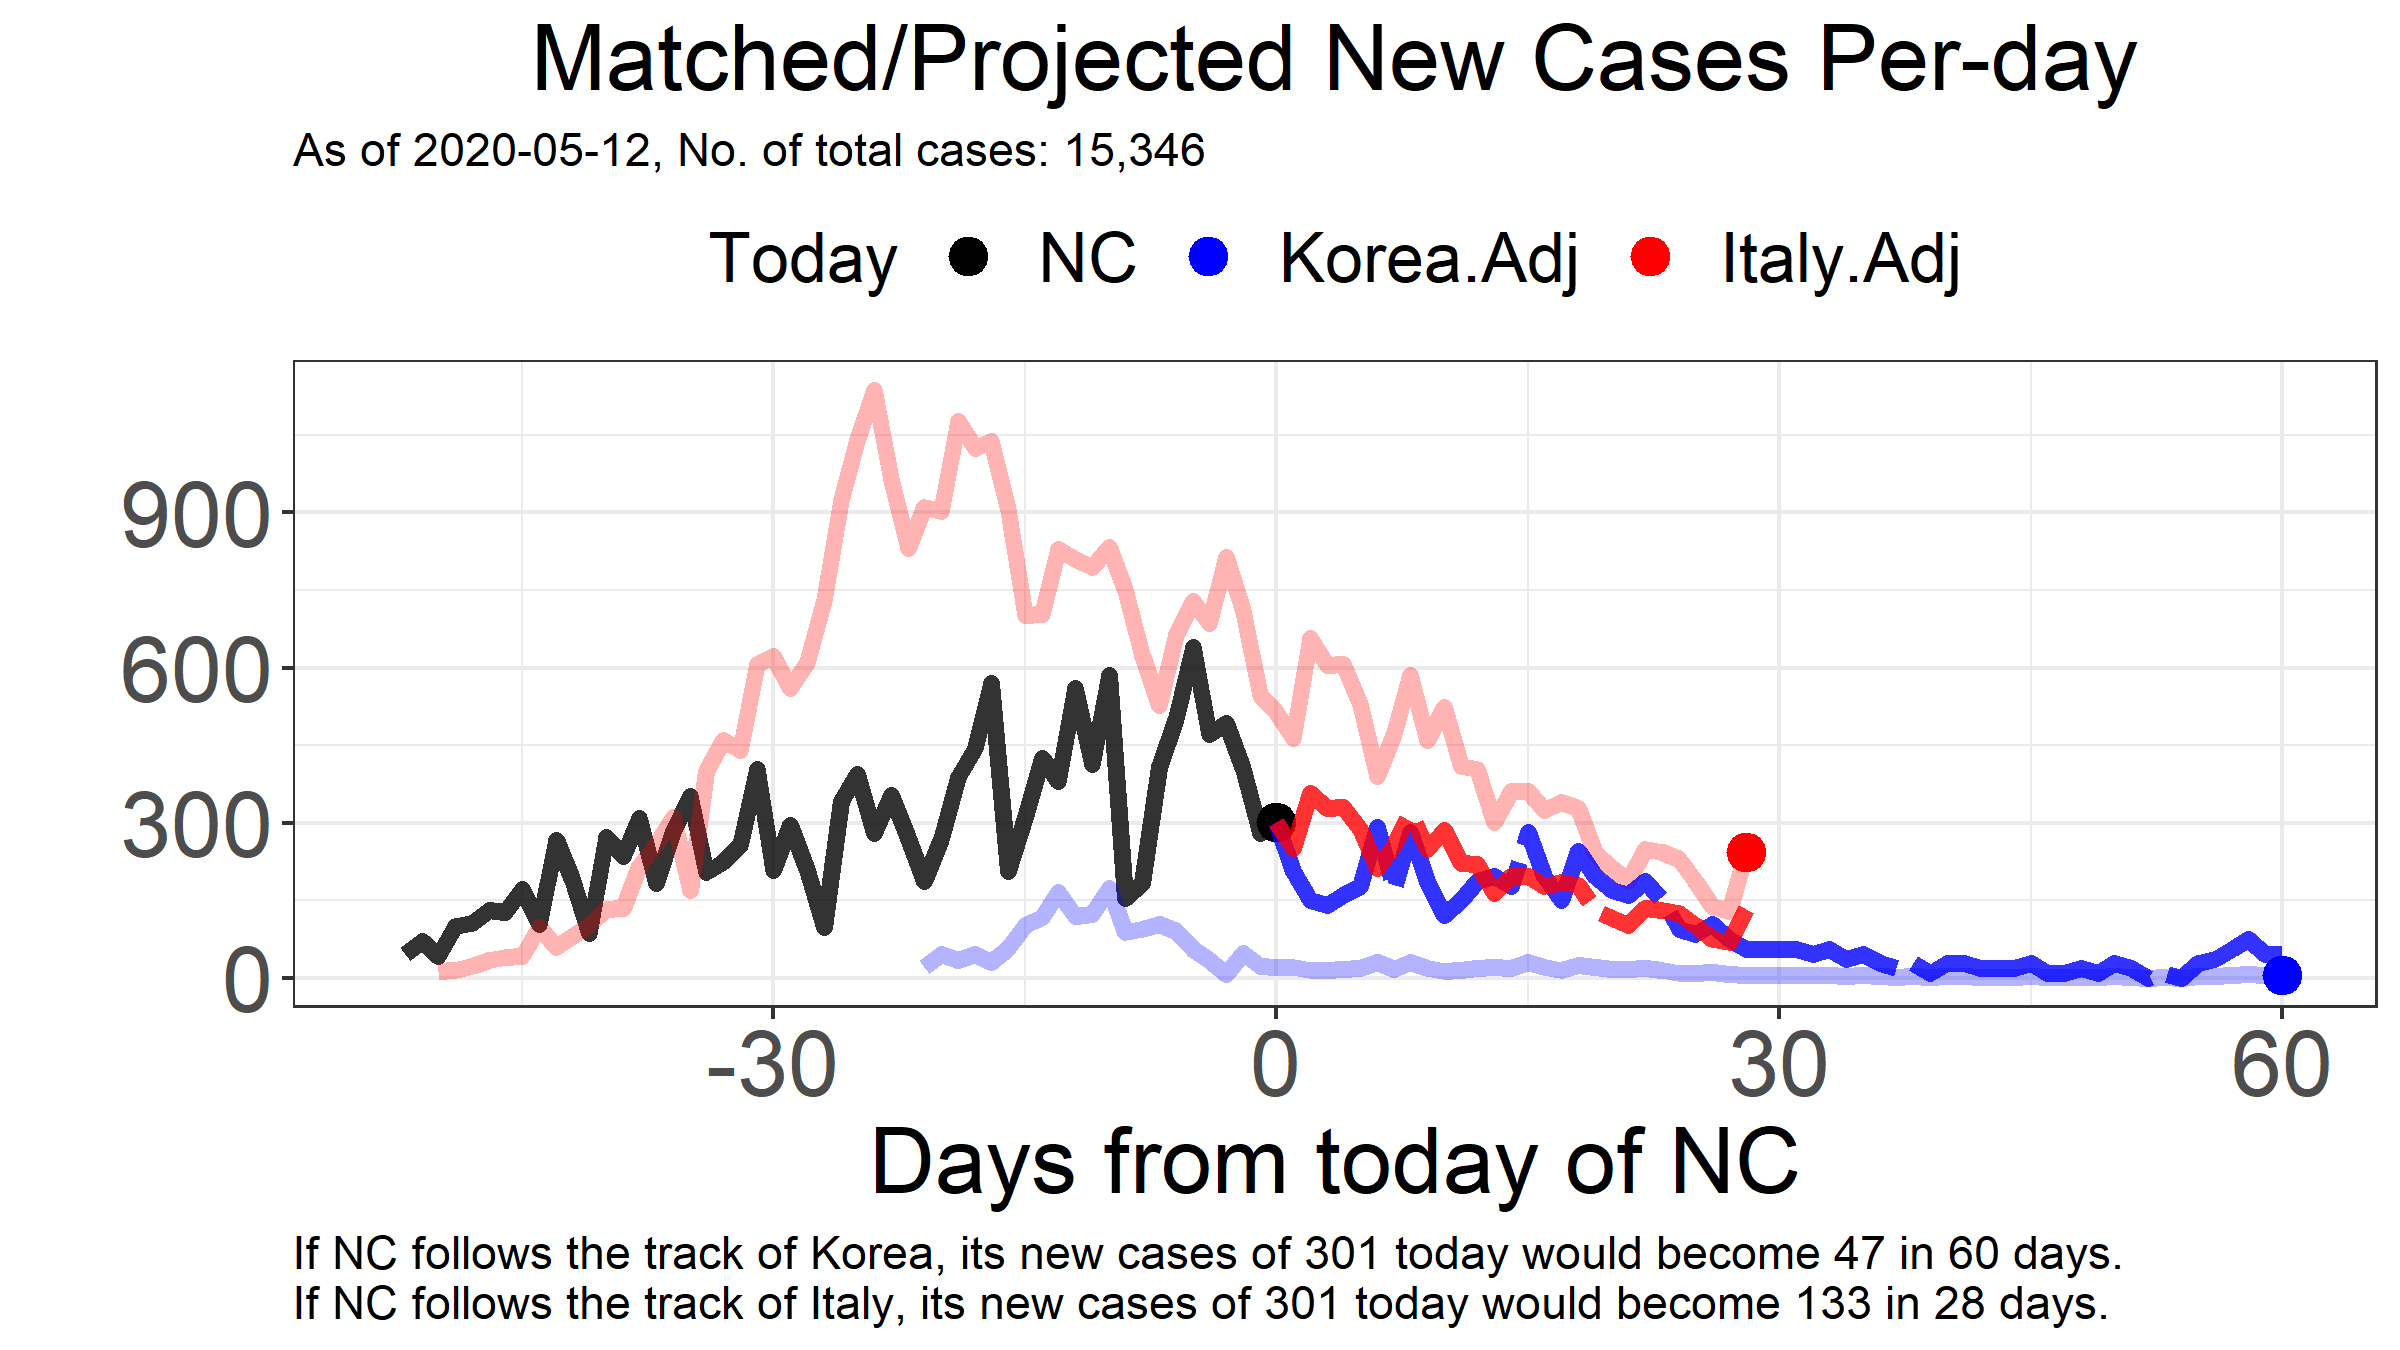 Matched/Projected New Cases Per-day
As of 2020-05-12, No. of total cases: 15,346
Today NC Korea.Adj Italy.Adj
900
600
300
0
-30 0 30 60
Days from today of NC
If NC follows the track of Korea, its new cases of 301 today would become 47 in 60 days.
If NC follows the track of Italy, its new cases of 301 today would become 133 in 28 days.